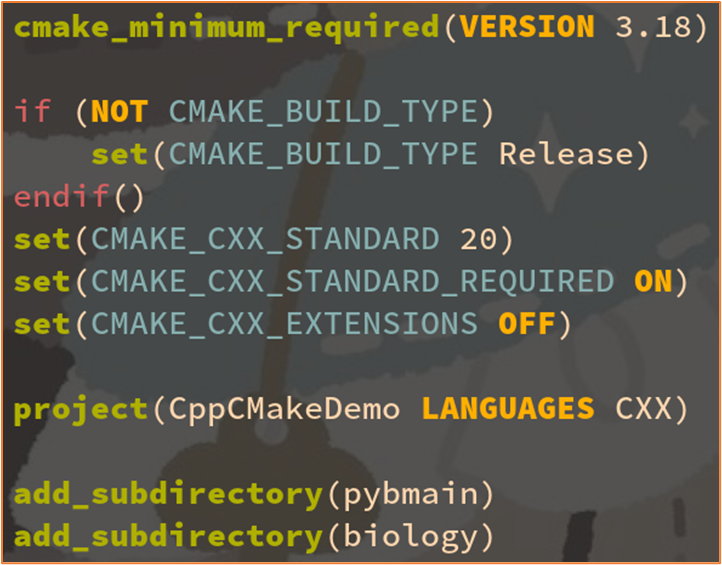 cmake_minimum_required(VERSION 3.18)
if (NOT CMAKE_BUILD_TYPE)
set(CMAKE_BUILD_TYPE Release)
endif()
set(CMAKE_CXX_STANDARD 20)
set(CMAKE_CXX_STANDARD_REQUIRED ON)
set(CMAKE_CXX_EXTENSIONS OFF)
project(CppCMakeDemo LANGUAGES CXX)
add_subdirectory(pybmain)
add_subdirectory(biology)